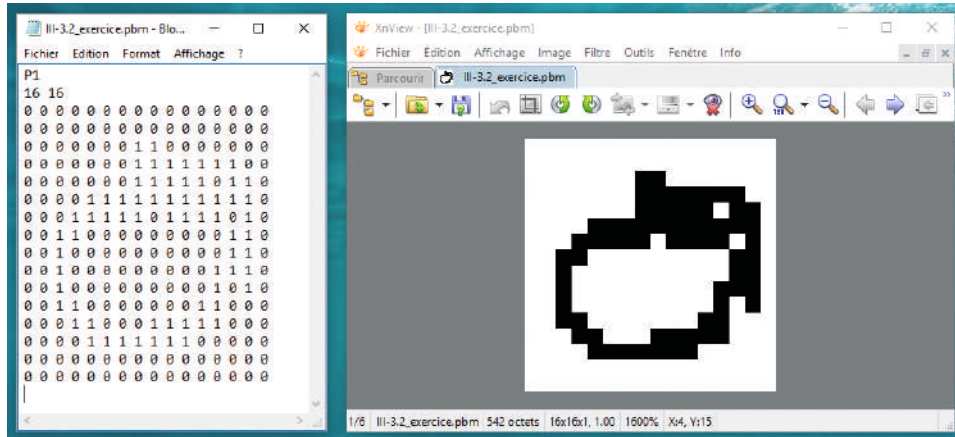 III-3.2_exercice.pbm - Blo...
Fichier Edition Format Affichage ?
P1
16 16
0 0 0 0 0 0 0 0 0 0 0 0 0 0 0 0
0 0 0 0 0 0 0 0 0 0 0 0 0 0 0 0
0 0 0 0 0 0 0 1 1 0 0 0 0 0 0 0
0 0 0 0 0 0 0 1 1 1 1 1 1 1 0 0
0 0 0 0 0 0 0 1 1 1 1 1 0 1 1 0
0 0 0 0 1 1 1 1 1 1 1 1 1 1 1 0
0 0 0 1 1 1 1 1 0 1 1 1 1 0 1 0
0 0 1 1 0 0 0 0 0 0 0 0 0 1 1 0
0 0 1 0 0 0 0 0 0 0 0 0 0 1 1 0
0 0 1 0 0 0 0 0 0 0 0 0 1 1 1 0
0 0 1 0 0 0 0 0 0 0 0 0 1 0 1 0
0 0 1 1 0 0 0 0 0 0 0 1 1 0 0 0
0 0 0 1 1 0 0 0 1 1 1 1 1 0 0 0
0 0 0 0 1 1 1 1 1 1 1 0 0 0 0 0
0 0 0 0 0 0 0 0 0 0 0 0 0 0 0 0
0 0 0 0 0 0 0 0 0 0 0 0 0 0 0 0
XnView - [III-3.2_exercice.pbm]
Fichier Édition Affichage Image Filtre Outils Fenêtre Info
Parcourir III-3.2_exercice.pbm
1/6 III-3.2_exercice.pbm 542 octets 16x16x1, 1.00 1600% X:4, Y:15